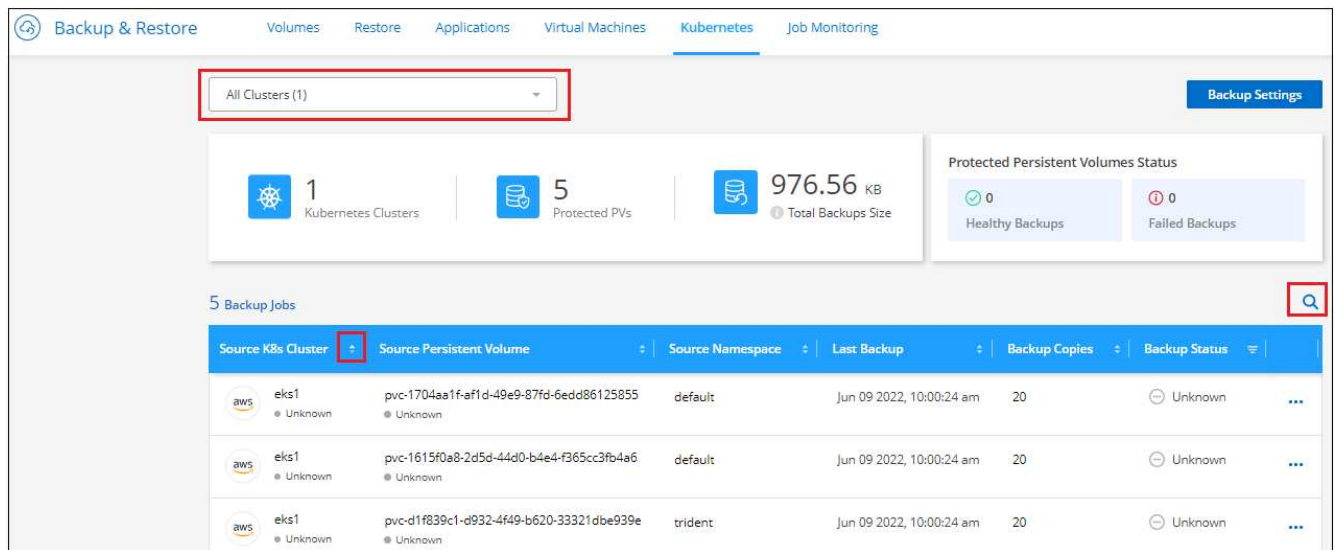 Backup & Restore Volumes Restore Applications Virtual Machines Kubernetes Job Monitoring
All Clusters (1)
Backup Settings
1
Kubernetes Clusters
5
Protected PVs
976.56 KB
Total Backups Size
Protected Persistent Volumes Status
0
Healthy Backups
0
Failed Backups
5 Backup Jobs
Source K8s Cluster Source Persistent Volume Source Namespace Last Backup Backup Copies Backup Status
aws eks1 pvc-1704aa1f-af1d-49e9-87fd-6edd86125855 default Jun 09 2022, 10:00:24 am 20 Unknown ...
Unknown Unknown
aws eks1 pvc-1615f0a8-2d5d-44d0-b4e4-f365cc3fb4a6 default Jun 09 2022, 10:00:24 am 20 Unknown ...
Unknown Unknown
aws eks1 pvc-d1f839c1-d932-4f49-b620-33321dbe939e trident Jun 09 2022, 10:00:24 am 20 Unknown ...
Unknown Unknown